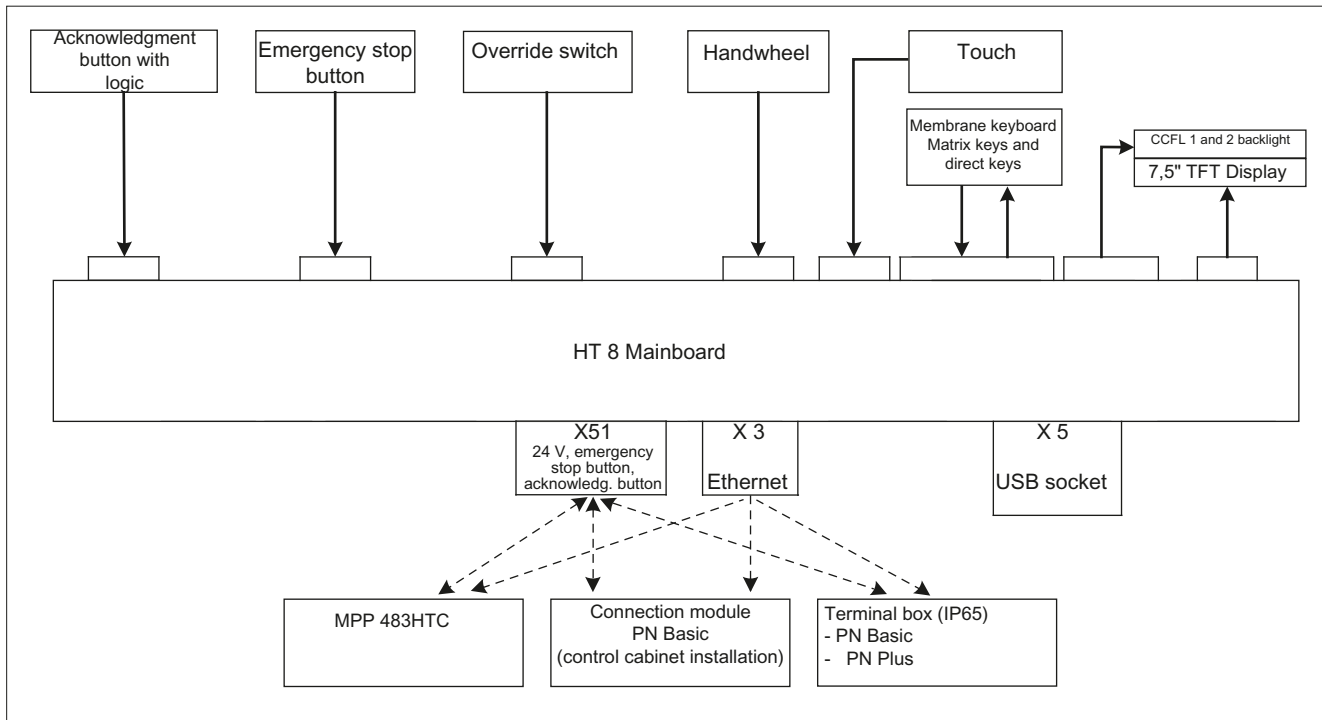 Acknowledgment
button with
logic
Emergency stop
button
Override switch
Handwheel
Touch
Membrane keyboard
Matrix keys and
direct keys
CCFL 1 and 2 backlight
7,5" TFT Display
HT 8 Mainboard
X51
24 V, emergency
stop button,
acknowledg. button
X 3
Ethernet
X 5
USB socket
MPP 483HTC
Connection module
PN Basic
(control cabinet installation)
Terminal box (IP65)
- PN Basic
- PN Plus